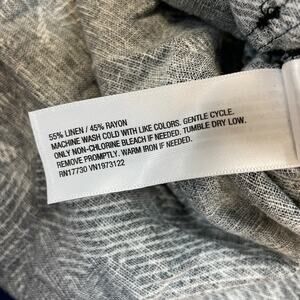 55% LINEN / 45% RAYON
MACHINE WASH COLD WITH LIKE COLORS. GENTLE CYCLE.
ONLY NON-CHLORINE BLEACH IF NEEDED. TUMBLE DRY LOW.
REMOVE PROMPTLY. WARM IRON IF NEEDED.
RN17730 VN1973122